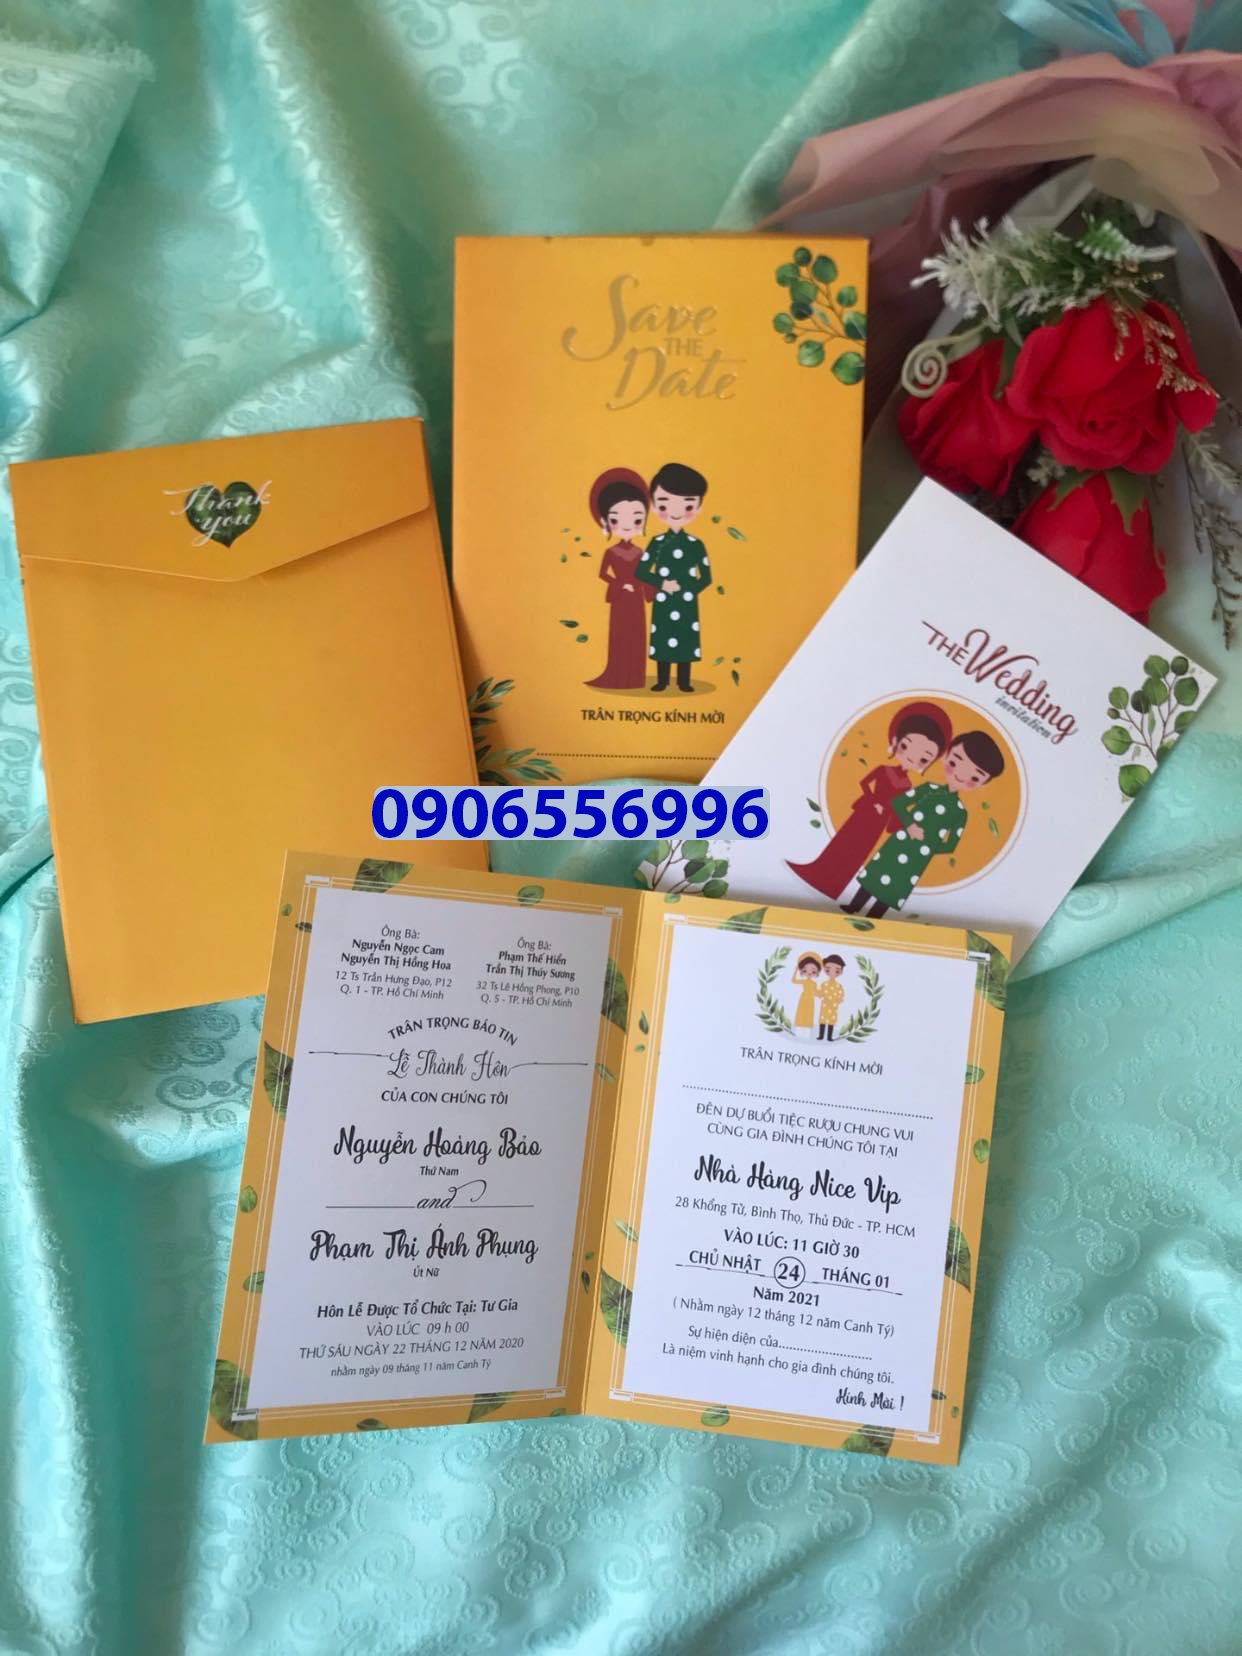 Save
THE
Date
Thank
you
TRÂN TRỌNG KÍNH MỜI
THE Wedding
invitation
0906556996
Ông Bà:
Nguyễn Ngọc Cam
Nguyễn Thị Hồng Hoa
12 Ts Trần Hưng Đạo, P12
Q. 1 - TP. Hồ Chí Minh
Ông Bà:
Phạm Thế Hiển
Trần Thị Thúy Sương
32 Ts Lê Hồng Phong, P10
Q. 5 - TP. Hồ Chí Minh
TRÂN TRỌNG BÁO TIN
Lễ Thành Hôn
CỦA CON CHÚNG TÔI
Nguyễn Hoàng Bảo
Thứ Nam
and
Phạm Thị Ánh Phụng
Út Nữ
Hôn Lễ Được Tổ Chức Tại: Tư Gia
VÀO LÚC 09 h 00
THỨ SÁU NGÀY 22 THÁNG 12 NĂM 2020
nhằm ngày 09 tháng 11 năm Canh Tý
TRÂN TRỌNG KÍNH MỜI
ĐẾN DỰ BUỔI TIỆC RƯỢU CHUNG VUI
CÙNG GIA ĐÌNH CHÚNG TÔI TẠI
Nhà Hàng Nice Vip
28 Khổng Tử, Bình Thọ, Thủ Đức - TP. HCM
VÀO LÚC: 11 GIỜ 30
CHỦ NHẬT 24 THÁNG 01
Năm 2021
( Nhằm ngày 12 tháng 12 năm Canh Tý)
Sự hiện diện của........................
Là niệm vinh hạnh cho gia đình chúng tôi.
Kính Mời !